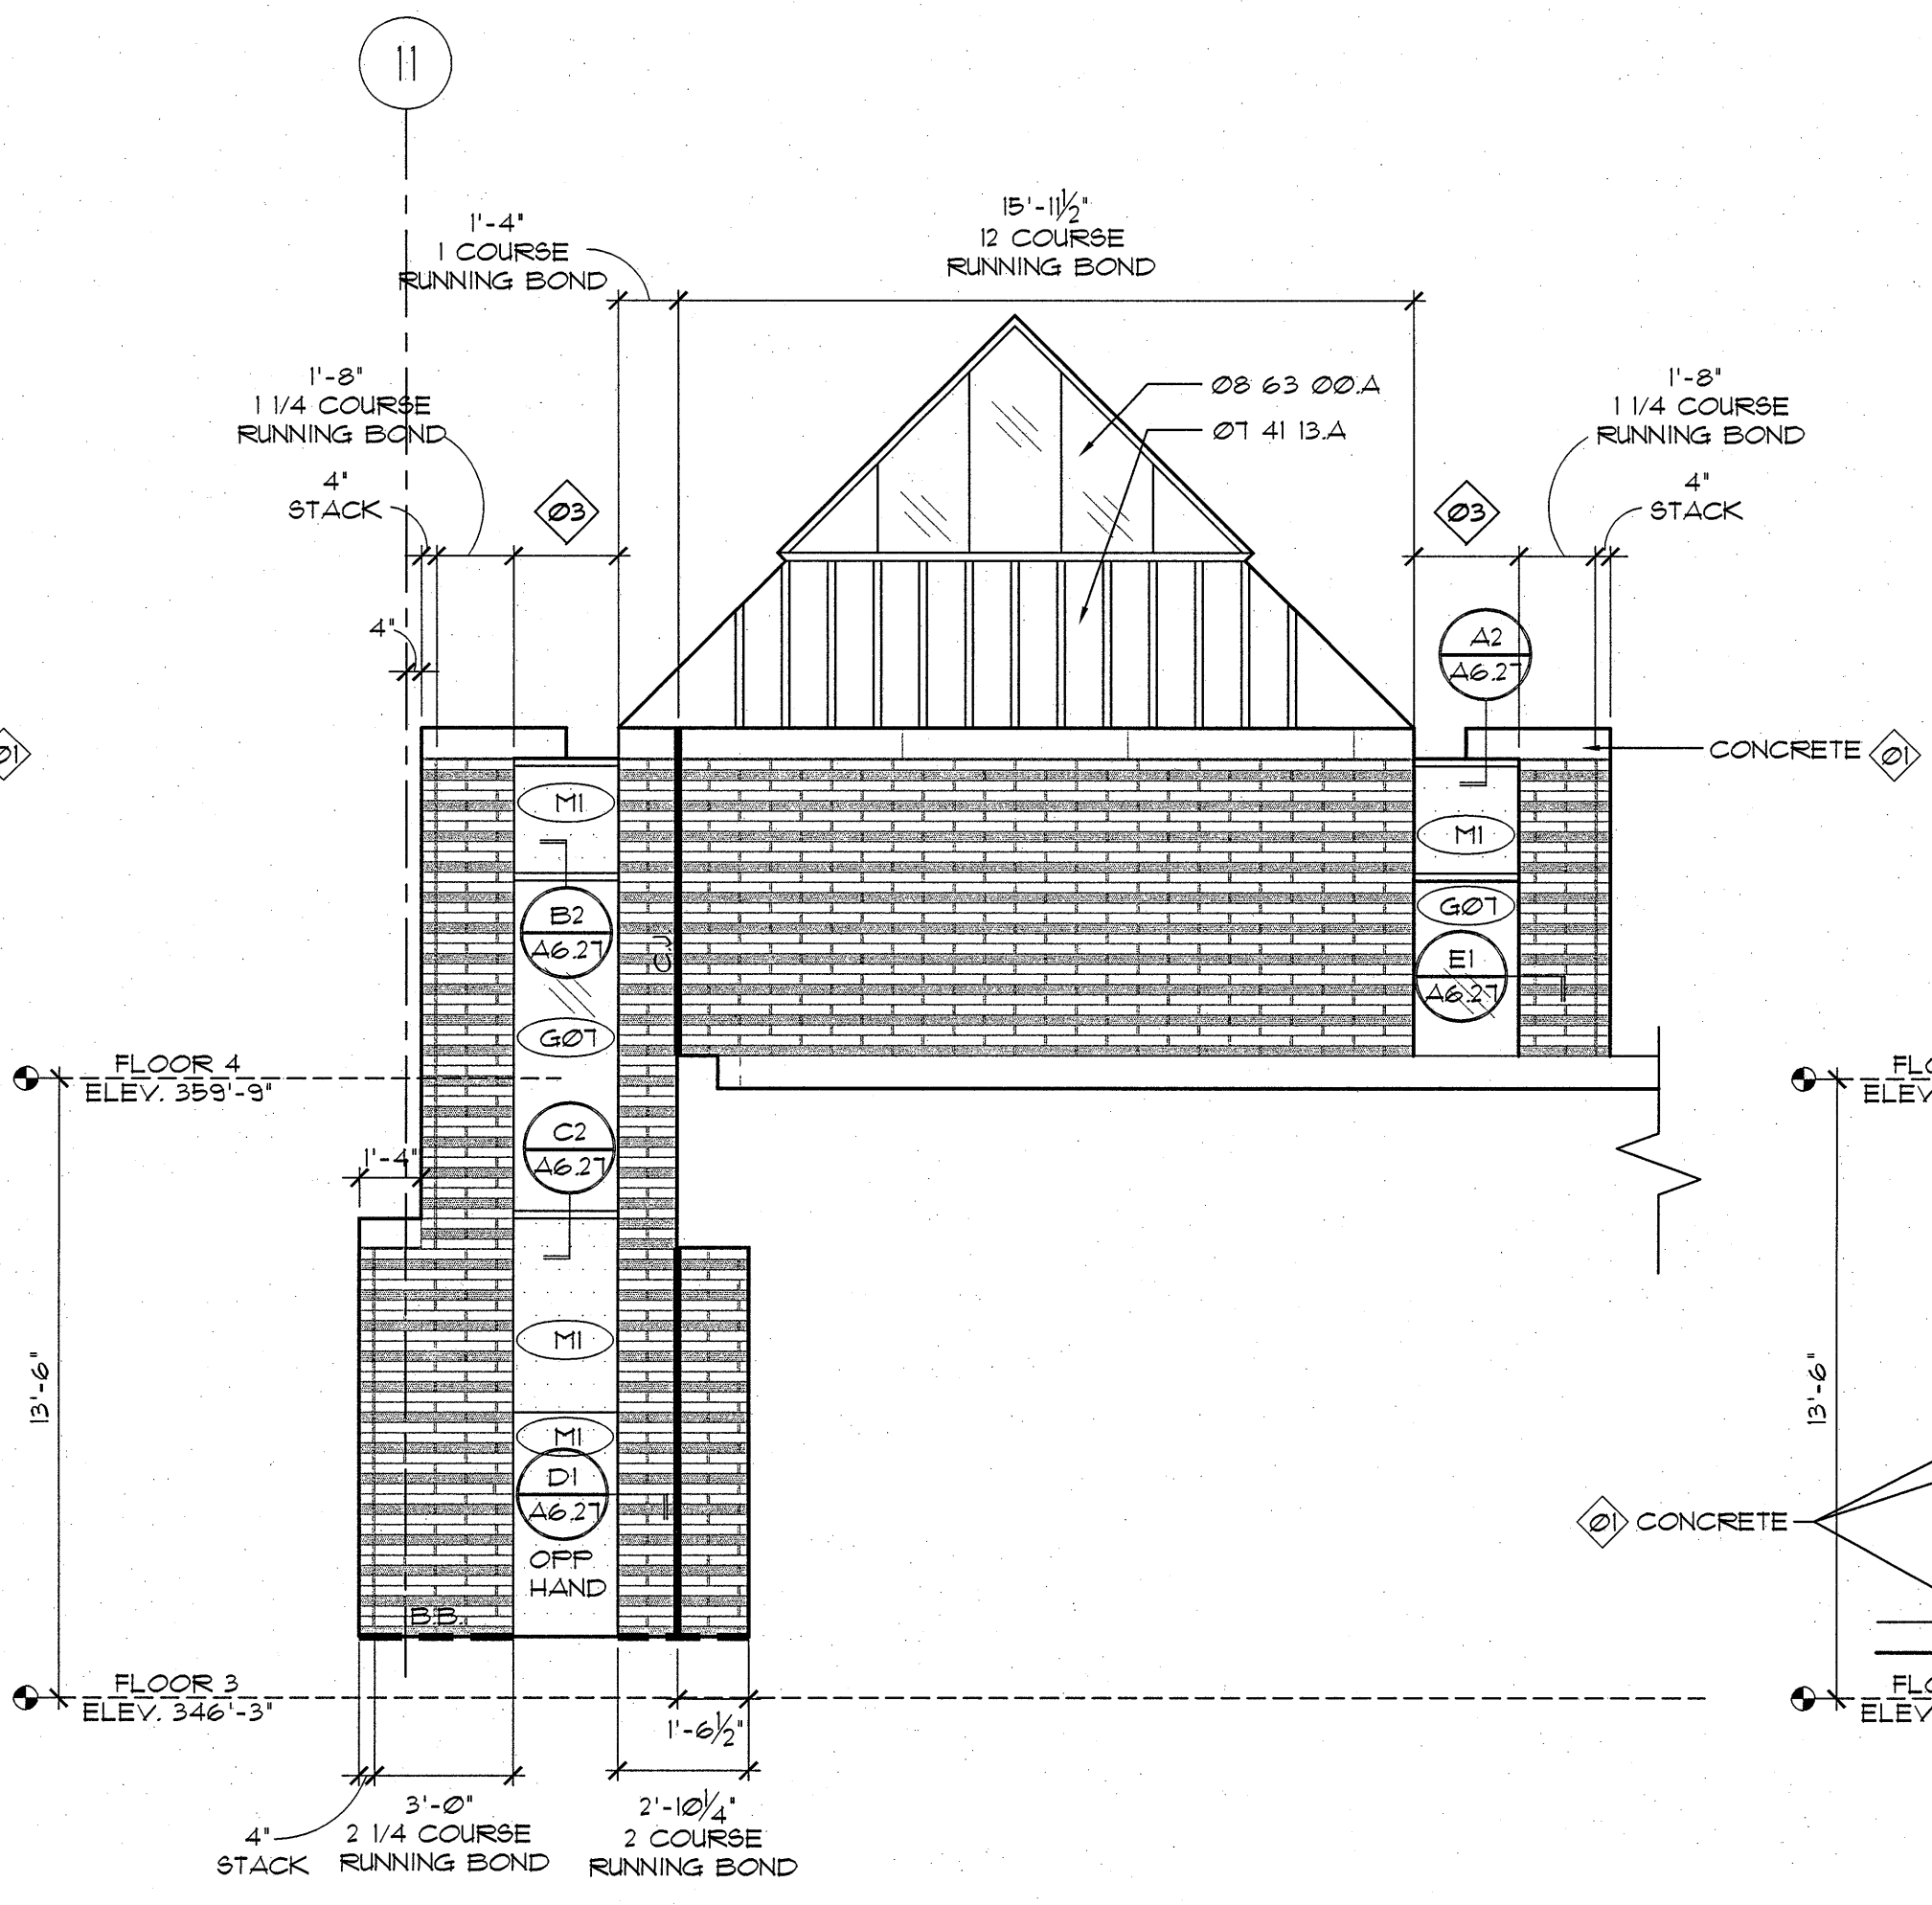 11
15'-11½"
12 COURSE
RUNNING BOND
1'-4"
1 COURSE
RUNNING BOND
1'-8"
1 1/4 COURSE
RUNNING BOND
4"
STACK
Ø3
Ø8 63 ØØ.A
Ø7 41 13.A
1'-8"
1 1/4 COURSE
RUNNING BOND
4"
STACK
Ø3
4"
A2
A6.27
Ø1
CONCRETE Ø1
M1
M1
B2
A6.27
C.J.
GØ7
E1
A6.27
GØ7
FLOOR 4
ELEV. 359'-9"
C2
A6.27
1'-4"
M1
13'-6"
13'-6"
M1
D1
A6.27
OPP
HAND
Ø1 CONCRETE
B.B.
FLOOR 3
ELEV. 346'-3"
FLO
ELEV
FLO
ELEV
1'-6½"
3'-Ø"
2 1/4 COURSE
RUNNING BOND
4"
STACK
2'-1Ø¼"
2 COURSE
RUNNING BOND